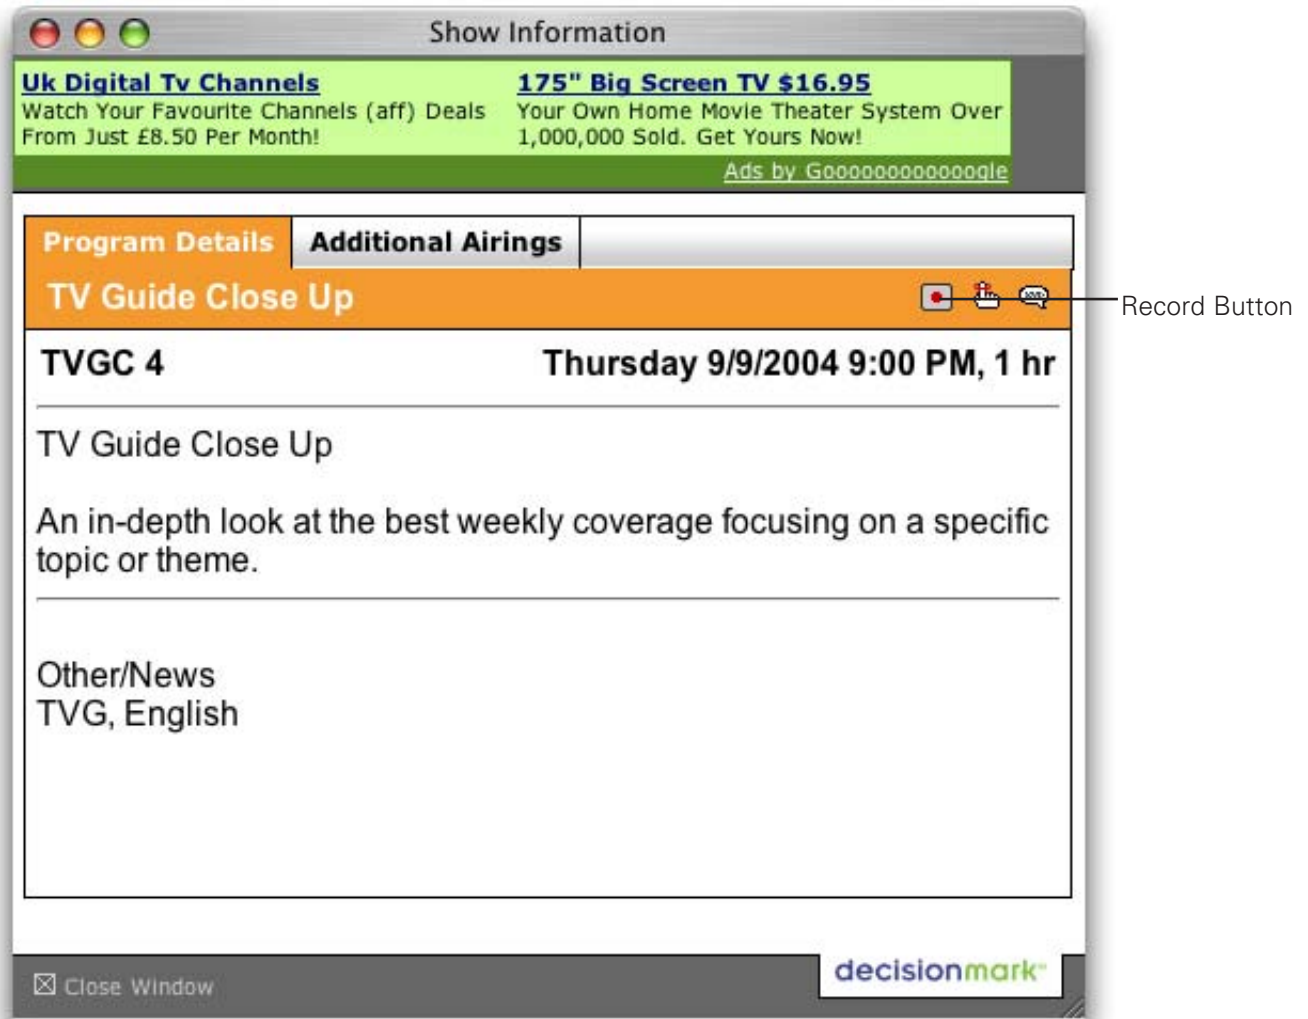 Show Information
Uk Digital Tv Channels
Watch Your Favourite Channels (aff) Deals
From Just £8.50 Per Month!
175" Big Screen TV $16.95
Your Own Home Movie Theater System Over
1,000,000 Sold. Get Yours Now!
Ads by Goooooooooooogle
Program Details
Additional Airings
TV Guide Close Up
Record Button
TVGC 4
Thursday 9/9/2004 9:00 PM, 1 hr
TV Guide Close Up
An in-depth look at the best weekly coverage focusing on a specific
topic or theme.
Other/News
TVG, English
Close Window
decisionmark